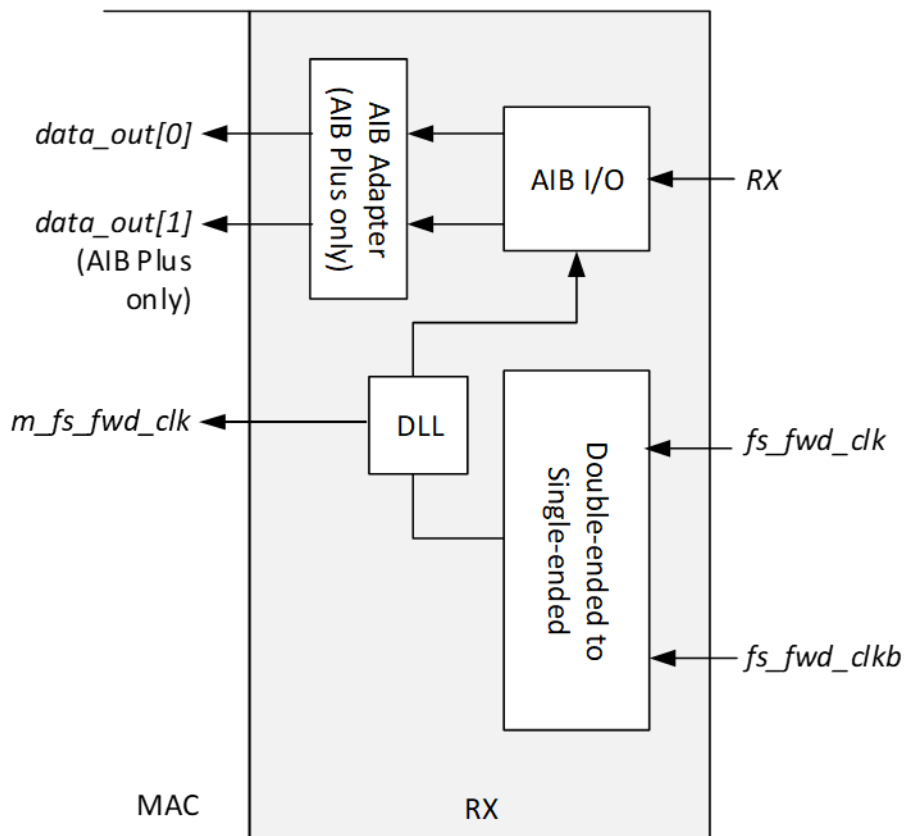 data_out[0]
data_out[1]
(AIB Plus
only)
AIB Adapter
(AIB Plus only)
AIB I/O
RX
m_fs_fwd_clk
DLL
Double-ended to
Single-ended
fs_fwd_clk
fs_fwd_clkb
MAC
RX